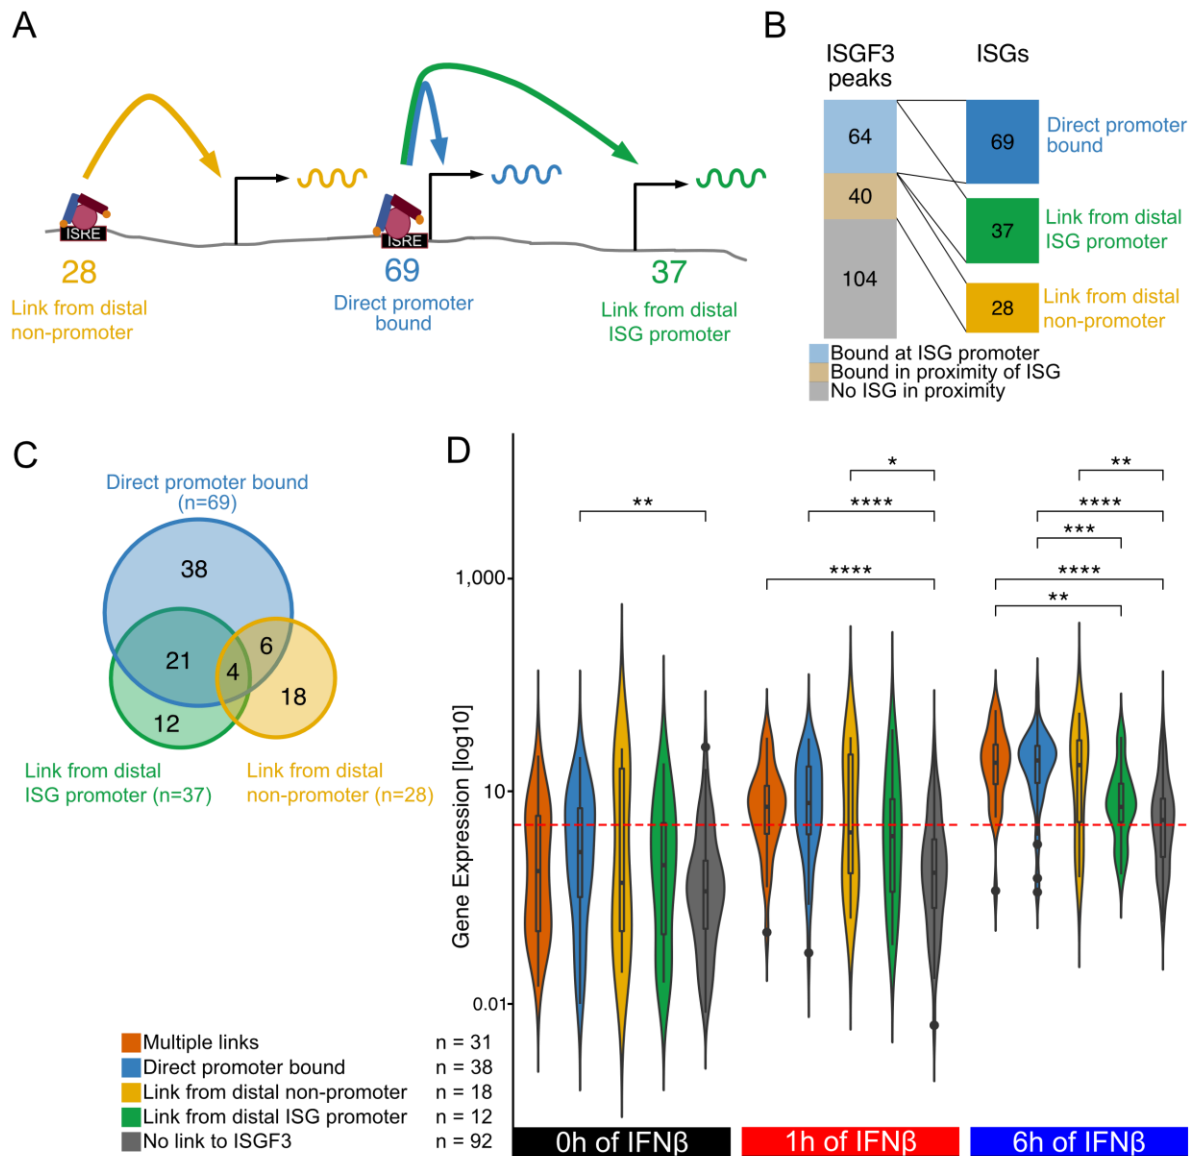 A
ISRE
28
Link from distal
non-promoter
ISRE
69
Direct promoter
bound
37
Link from distal
ISG promoter
B
ISGF3
peaks
ISGs
64
40
104
69
37
28
Direct promoter
bound
Link from distal
ISG promoter
Link from distal
non-promoter
Bound at ISG promoter
Bound in proximity of ISG
No ISG in proximity
C
Direct promoter bound
(n=69)
38
21
4
6
18
12
Link from distal
ISG promoter (n=37)
Link from distal
non-promoter (n=28)
Multiple links n = 31
Direct promoter bound n = 38
Link from distal non-promoter n = 18
Link from distal ISG promoter n = 12
No link to ISGF3 n = 92
D
Gene Expression [log10]
1,000
10
0.01
**
*
****
****
**
****
***
****
**
0h of IFNβ
1h of IFNβ
6h of IFNβ